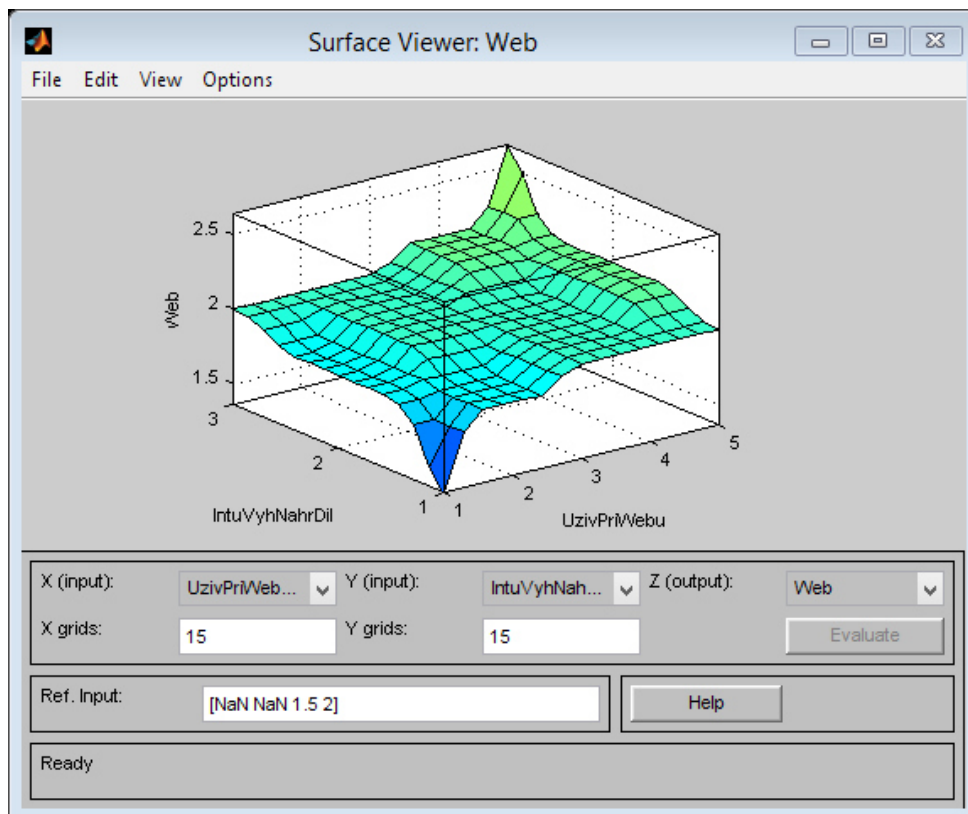 Surface Viewer: Web
File Edit View Options
2.5
2
1.5
Web
3
2
1
1
2
3
4
5
IntuVyhNahrDil
UzivPriWebu
X (input): UzivPriWeb... Y (input): IntuVyhNah... Z (output): Web
X grids: 15 Y grids: 15 Evaluate
Ref. Input: [NaN NaN 1.5 2] Help
Ready